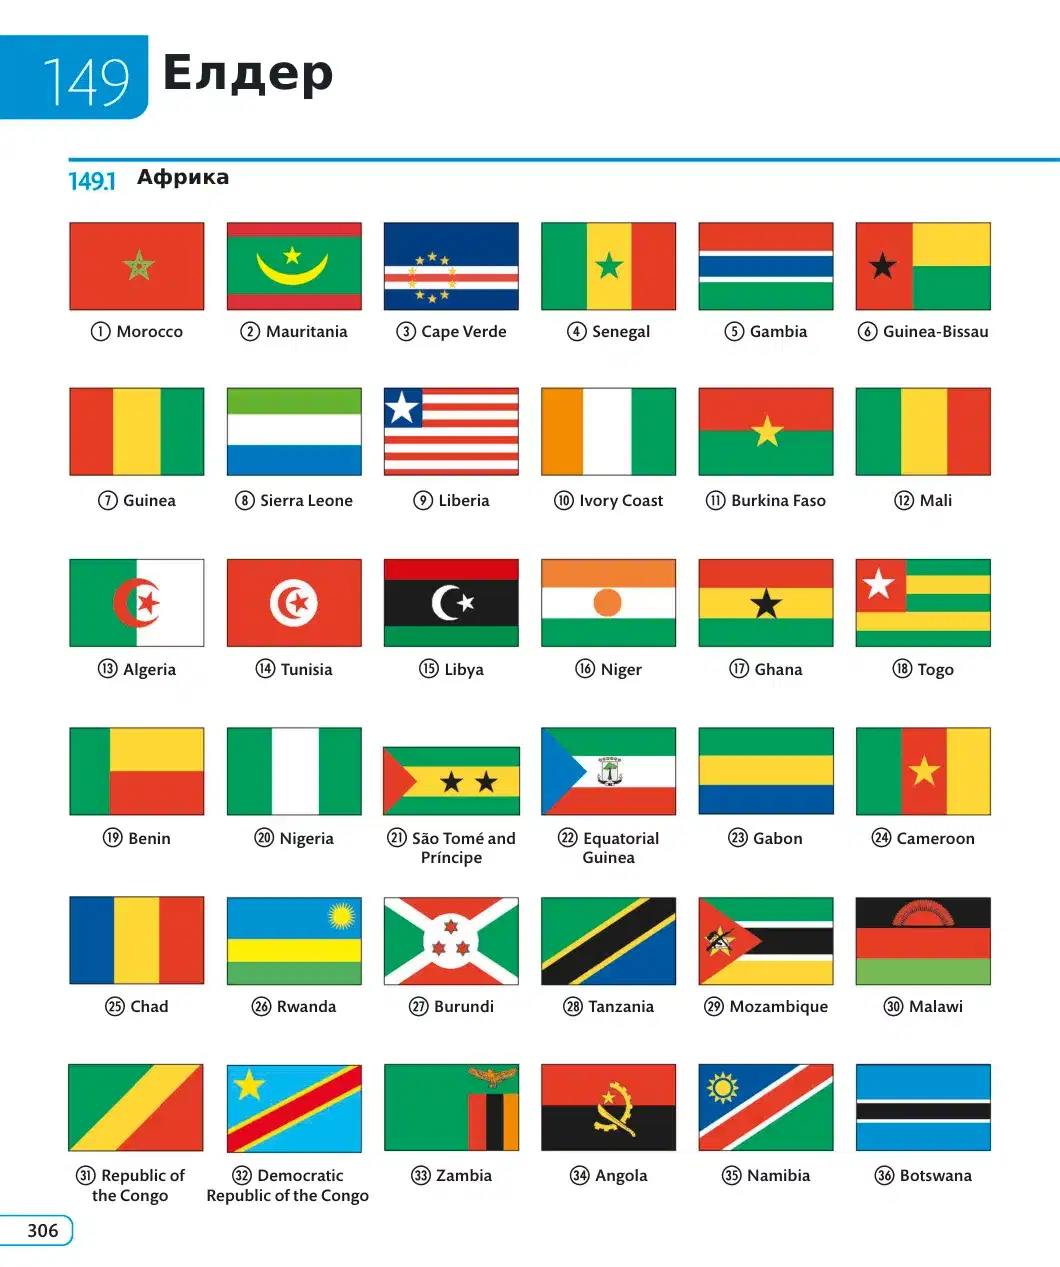 149 Елдер
149.1 Африка
① Morocco ② Mauritania ③ Cape Verde ④ Senegal ⑤ Gambia ⑥ Guinea-Bissau
⑦ Guinea ⑧ Sierra Leone ⑨ Liberia ⑩ Ivory Coast ⑪ Burkina Faso ⑫ Mali
⑬ Algeria ⑭ Tunisia ⑮ Libya ⑯ Niger ⑰ Ghana ⑱ Togo
⑲ Benin ⑳ Nigeria ㉑ São Tomé and ㉒ Equatorial ㉓ Gabon ㉔ Cameroon
Príncipe Guinea
㉕ Chad ㉖ Rwanda ㉗ Burundi ㉘ Tanzania ㉙ Mozambique ㉚ Malawi
㉛ Republic of ㉜ Democratic ㉝ Zambia ㉞ Angola ㉟ Namibia ㊱ Botswana
the Congo Republic of the Congo
306